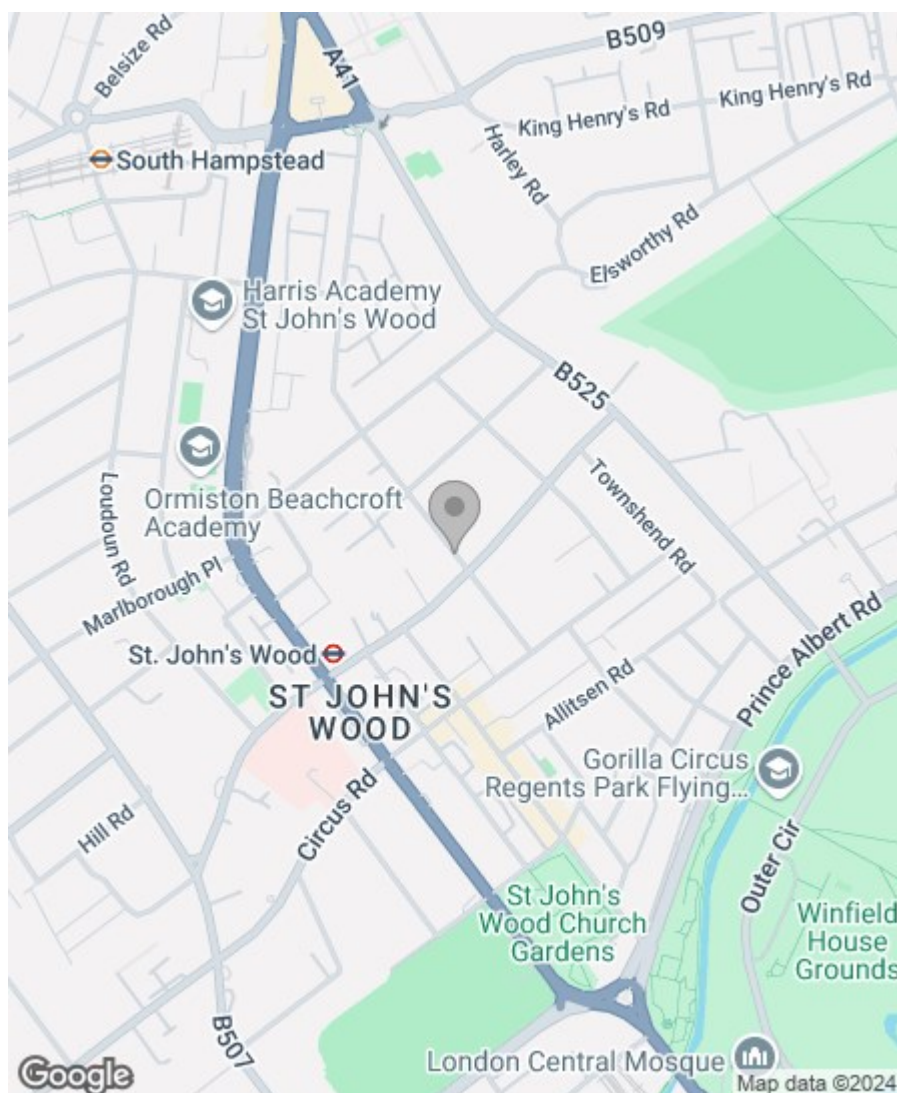 Belsize Rd
A41
B509
King Henry's Rd
King Henry's Rd
South Hampstead
Harley Rd
Elsworthy Rd
Harris Academy
St John's Wood
B525
Ormiston Beachcroft
Academy
Townshend Rd
Loudoun Rd
Marlborough Pl
Prince Albert Rd
St. John's Wood
ST JOHN'S
WOOD
Allitsen Rd
Gorilla Circus
Regents Park Flying...
Circus Rd
Hill Rd
Outer Cir
St John's
Wood Church
Gardens
Winfield
House
Grounds
B507
London Central Mosque
Google
Map data ©2024